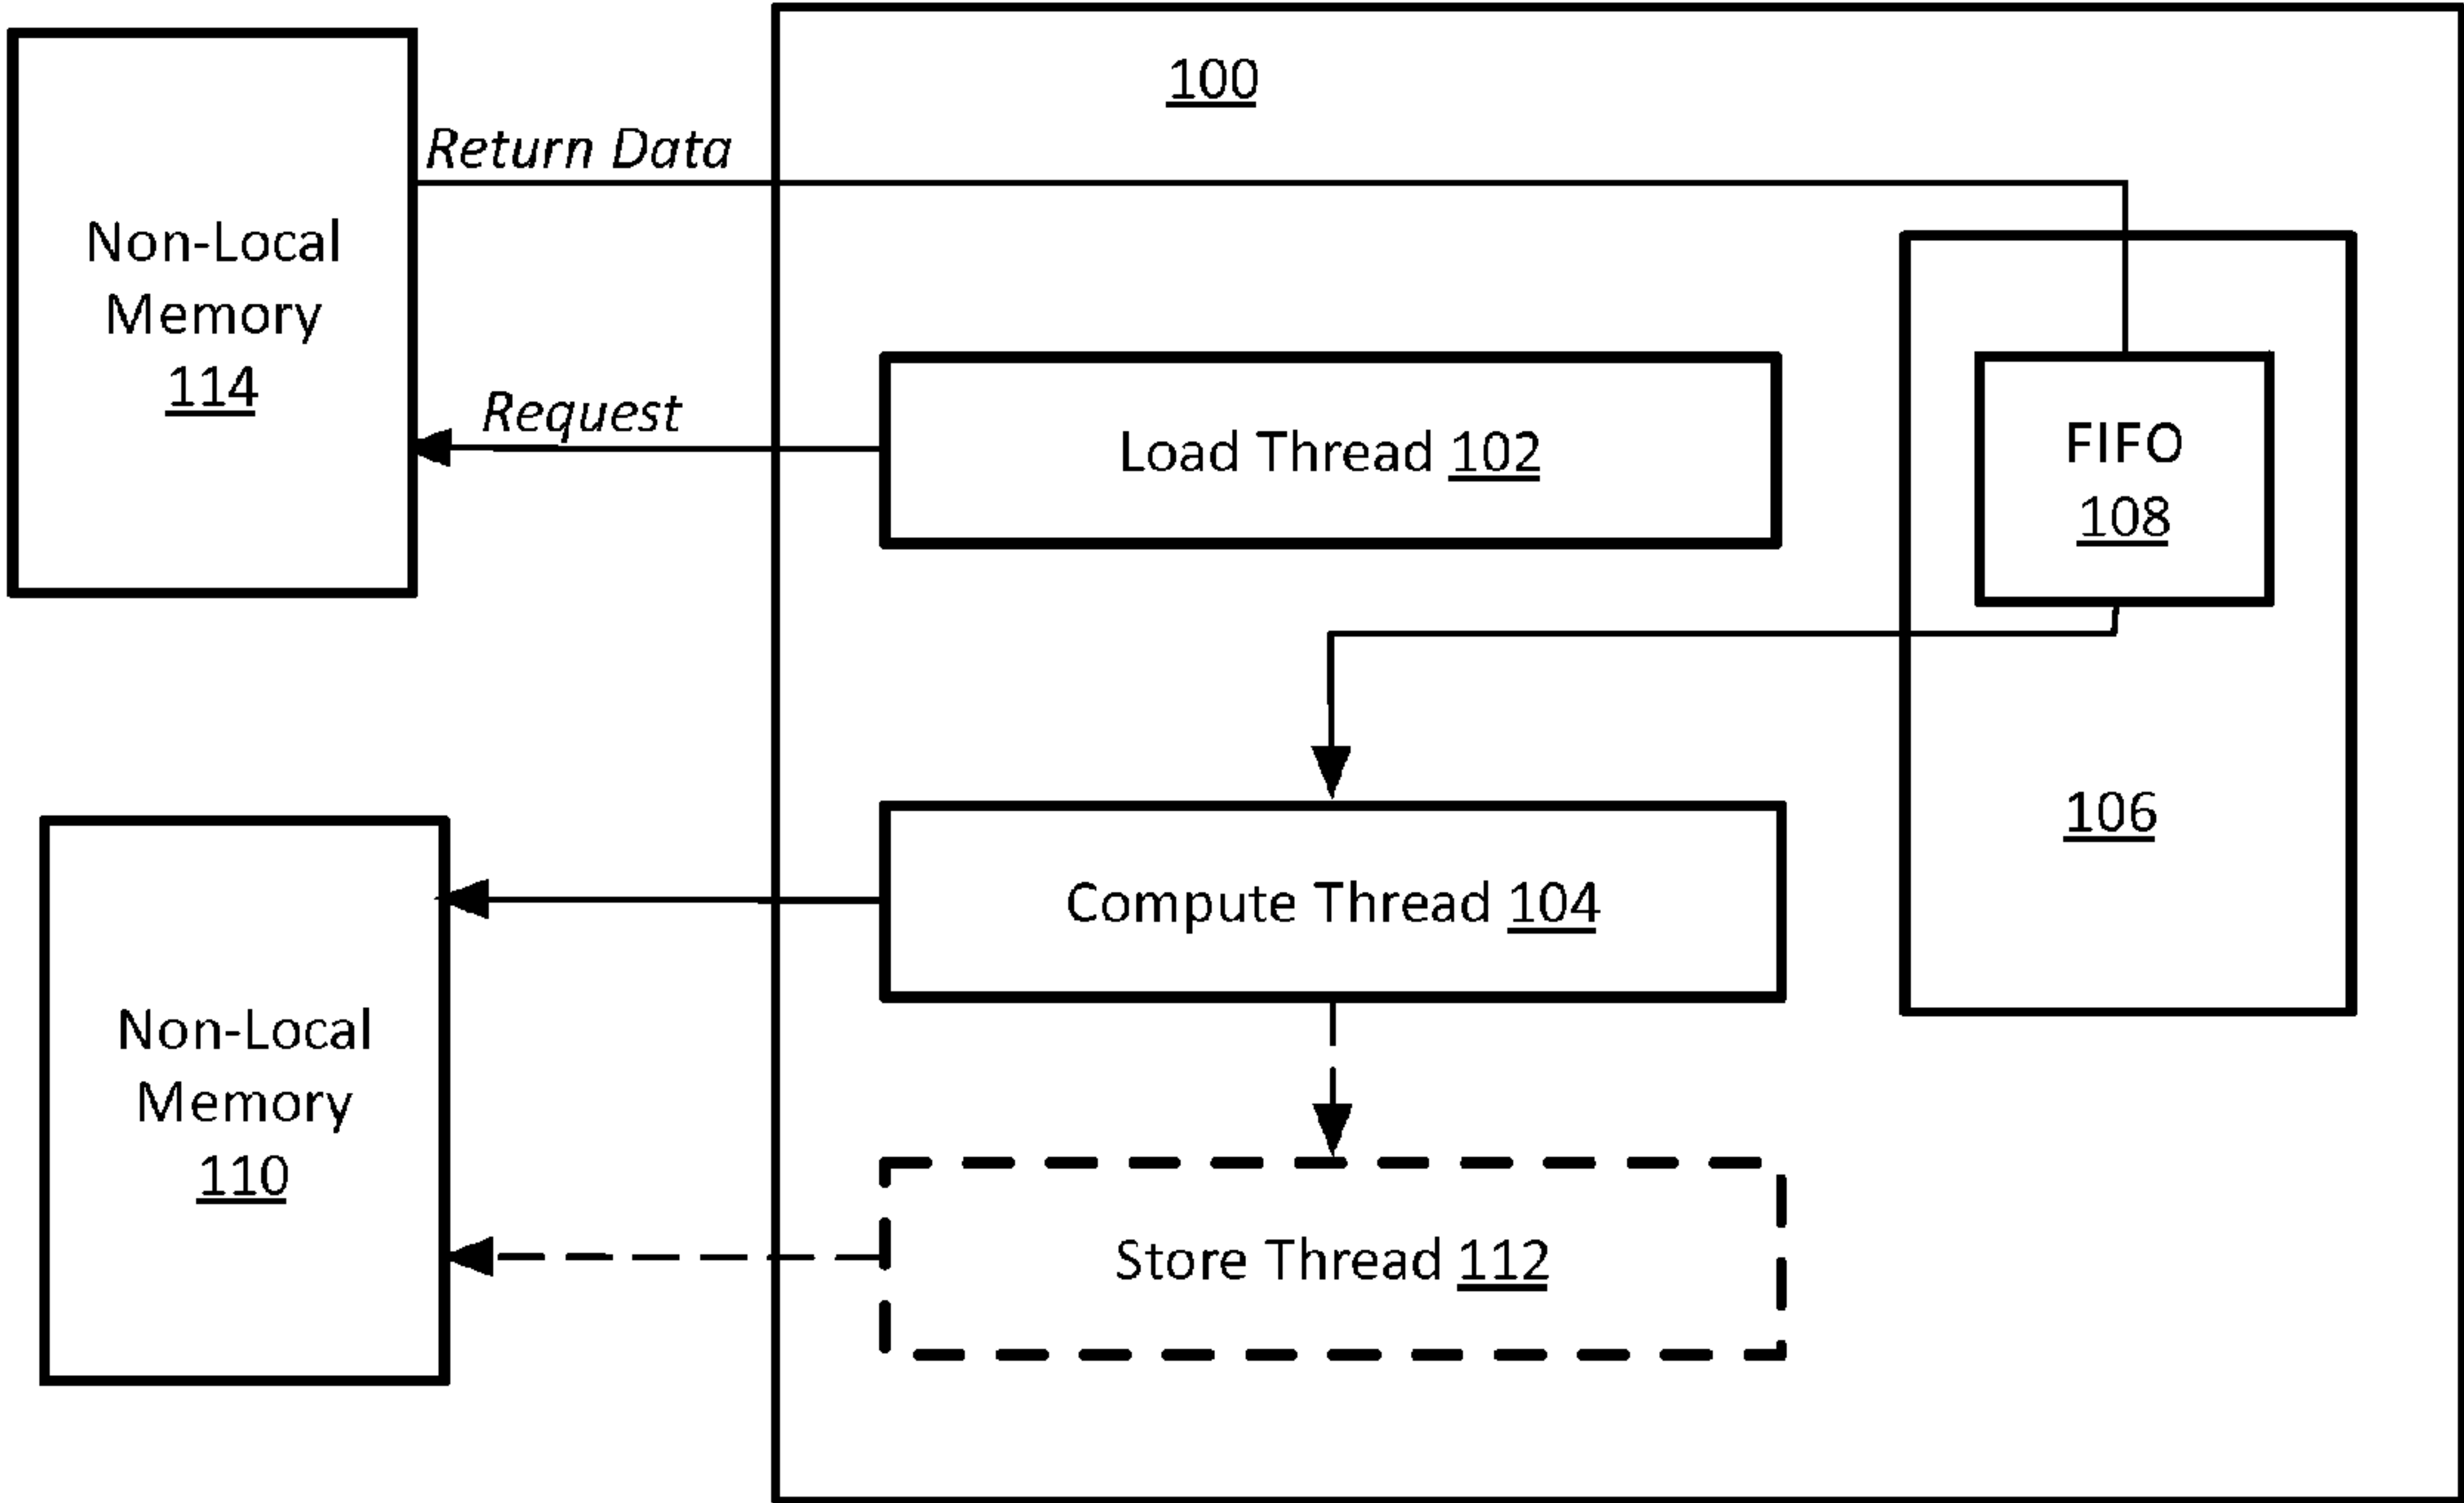 100
Return Data
Non-Local
Memory
114
Request
Load Thread 102
FIFO
108
106
Compute Thread 104
Non-Local
Memory
110
Store Thread 112